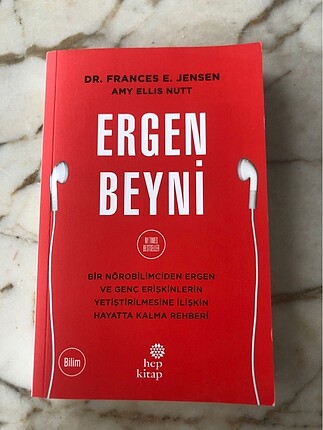 DR. FRANCES E. JENSEN
AMY ELLIS NUTT
ERGEN
BEYNİ
NY TIMES
BESTSELLER
BİR NÖROBİLİMCİDEN ERGEN
VE GENÇ ERİŞKİNLERİN
YETİŞTİRİLMESİNE İLİŞKİN
HAYATTA KALMA REHBERİ
Bilim
hep
kitap